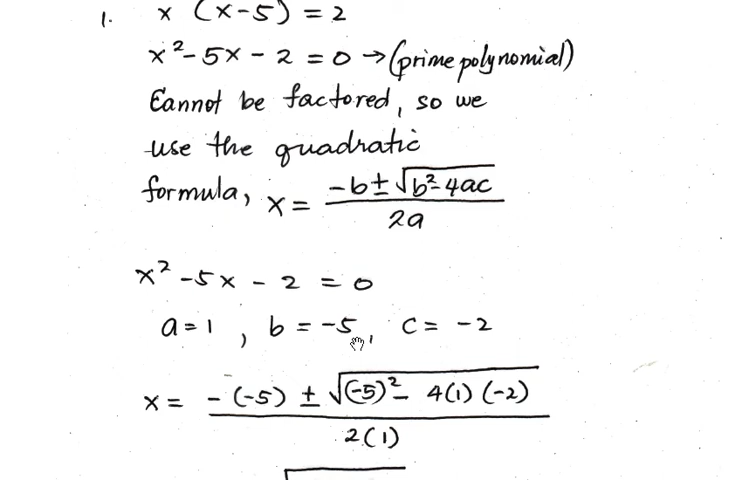 1. x (x-5) = 2
x² - 5x - 2 = 0 → (prime polynomial)
Cannot be factored, so we
use the quadratic
formula, x = (-b ± √(b² - 4ac)) / 2a
x² - 5x - 2 = 0
a = 1, b = -5, c = -2
x = (-(-5) ± √((-5)² - 4(1)(-2))) / 2(1)